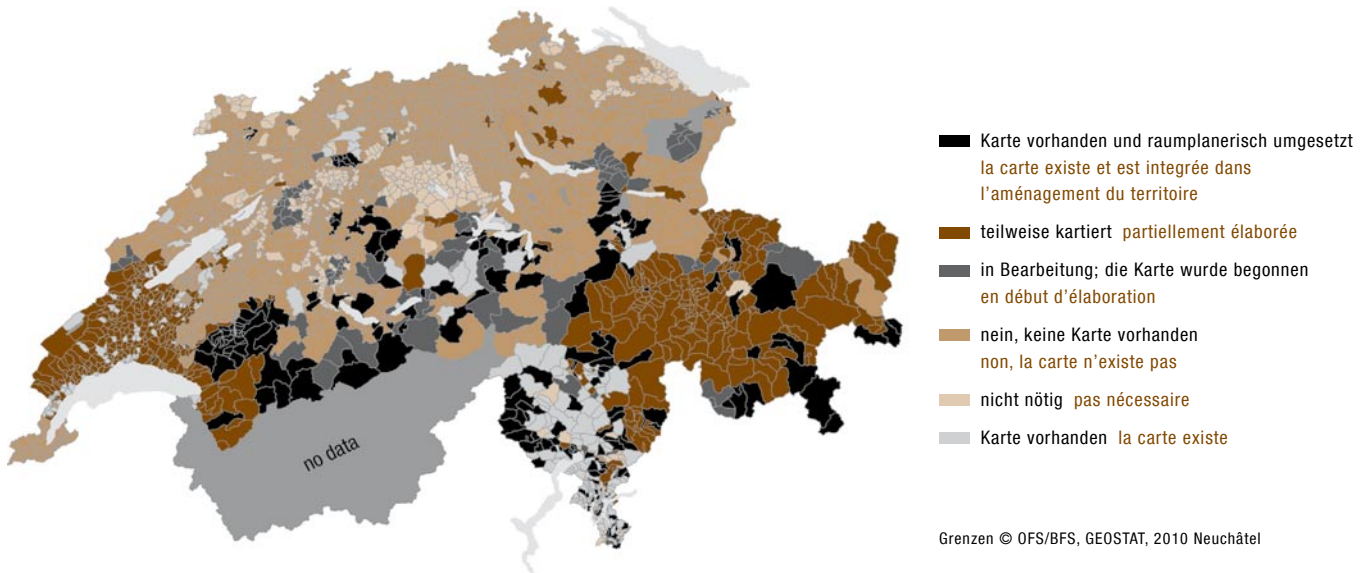 no data
Karte vorhanden und raumplanerisch umgesetzt
la carte existe et est integrée dans
l’aménagement du territoire
teilweise kartiert partiellement élaborée
in Bearbeitung; die Karte wurde begonnen
en début d’élaboration
nein, keine Karte vorhanden
non, la carte n’existe pas
nicht nötig pas nécessaire
Karte vorhanden la carte existe
Grenzen © OFS/BFS, GEOSTAT, 2010 Neuchâtel